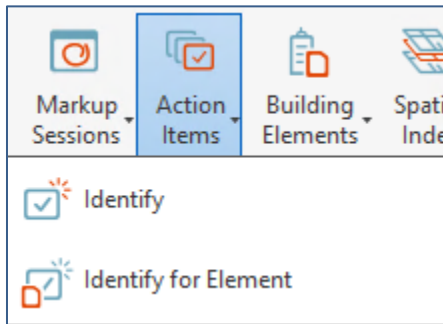 Markup Action Building
Sessions Items Elements
Identify
Identify for Element